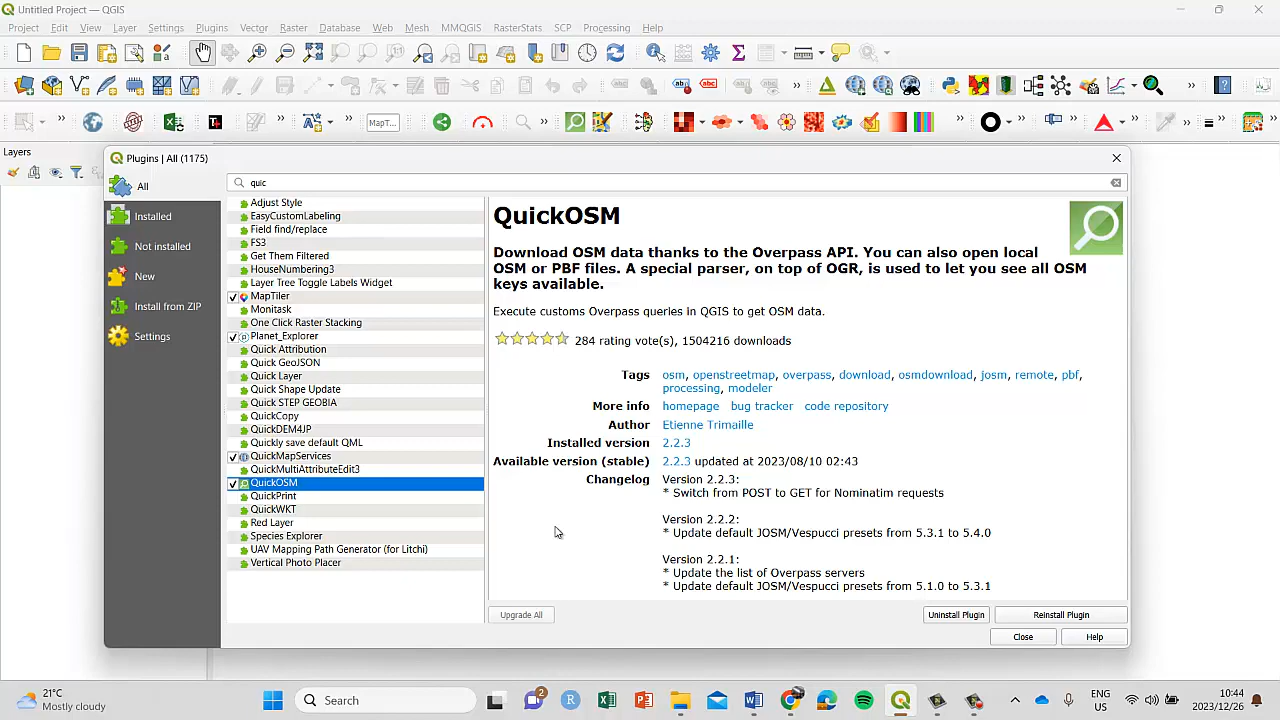 Untitled Project — QGIS
Project Edit View Layer Settings Plugins Vector Raster Database Web Mesh MMQGIS RasterStats SCP Processing Help
MapT...
Layers
Plugins | All (1175)
All
Installed
Not installed
New
Install from ZIP
Settings
quic
Adjust Style
EasyCustomLabeling
Field find/replace
FS3
Get Them Filtered
HouseNumbering3
Layer Tree Toggle Labels Widget
MapTiler
Monitask
One Click Raster Stacking
Planet_Explorer
Quick Attribution
Quick GeoJSON
Quick Layer
Quick Shape Update
Quick STEP GEOBIA
QuickCopy
QuickDEM4JP
Quickly save default QML
QuickMapServices
QuickMultiAttributeEdit3
QuickOSM
QuickPrint
QuickWKT
Red Layer
Species Explorer
UAV Mapping Path Generator (for Litchi)
Vertical Photo Placer
QuickOSM
Download OSM data thanks to the Overpass API. You can also open local
OSM or PBF files. A special parser, on top of OGR, is used to let you see all OSM
keys available.
Execute customs Overpass queries in QGIS to get OSM data.
284 rating vote(s), 1504216 downloads
Tags osm, openstreetmap, overpass, download, osmdownload, josm, remote, pbf,
processing, modeler
More info homepage bug tracker code repository
Author Etienne Trimaille
Installed version 2.2.3
Available version (stable) 2.2.3 updated at 2023/08/10 02:43
Changelog Version 2.2.3:
* Switch from POST to GET for Nominatim requests
Version 2.2.2:
* Update default JOSM/Vespucci presets from 5.3.1 to 5.4.0
Version 2.2.1:
* Update the list of Overpass servers
* Update default JOSM/Vespucci presets from 5.1.0 to 5.3.1
Upgrade All Uninstall Plugin Reinstall Plugin
Close Help
21°C
Mostly cloudy
Search
2
ENG
US
10:44
2023/12/26